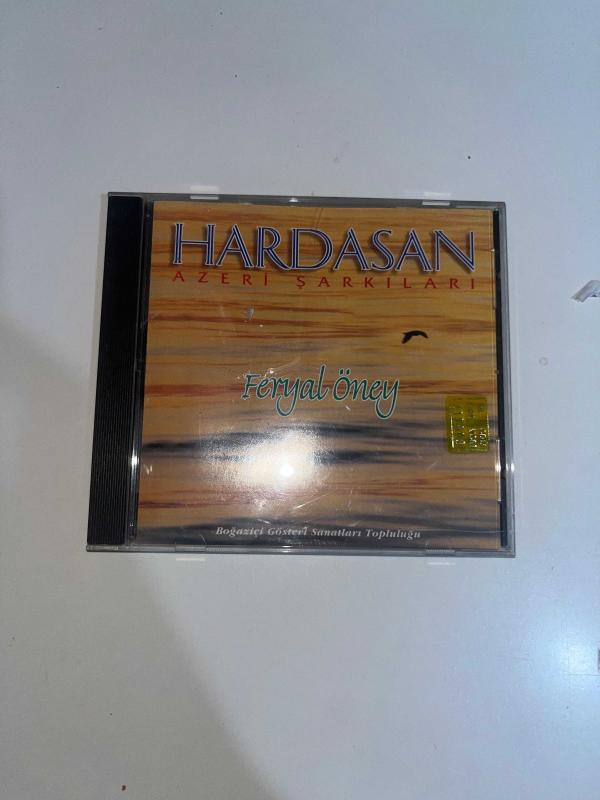 HARDASAN
AZERİ ŞARKILARI
Feryal Öney
Boğaziçi Gösteri Sanatları Topluluğu